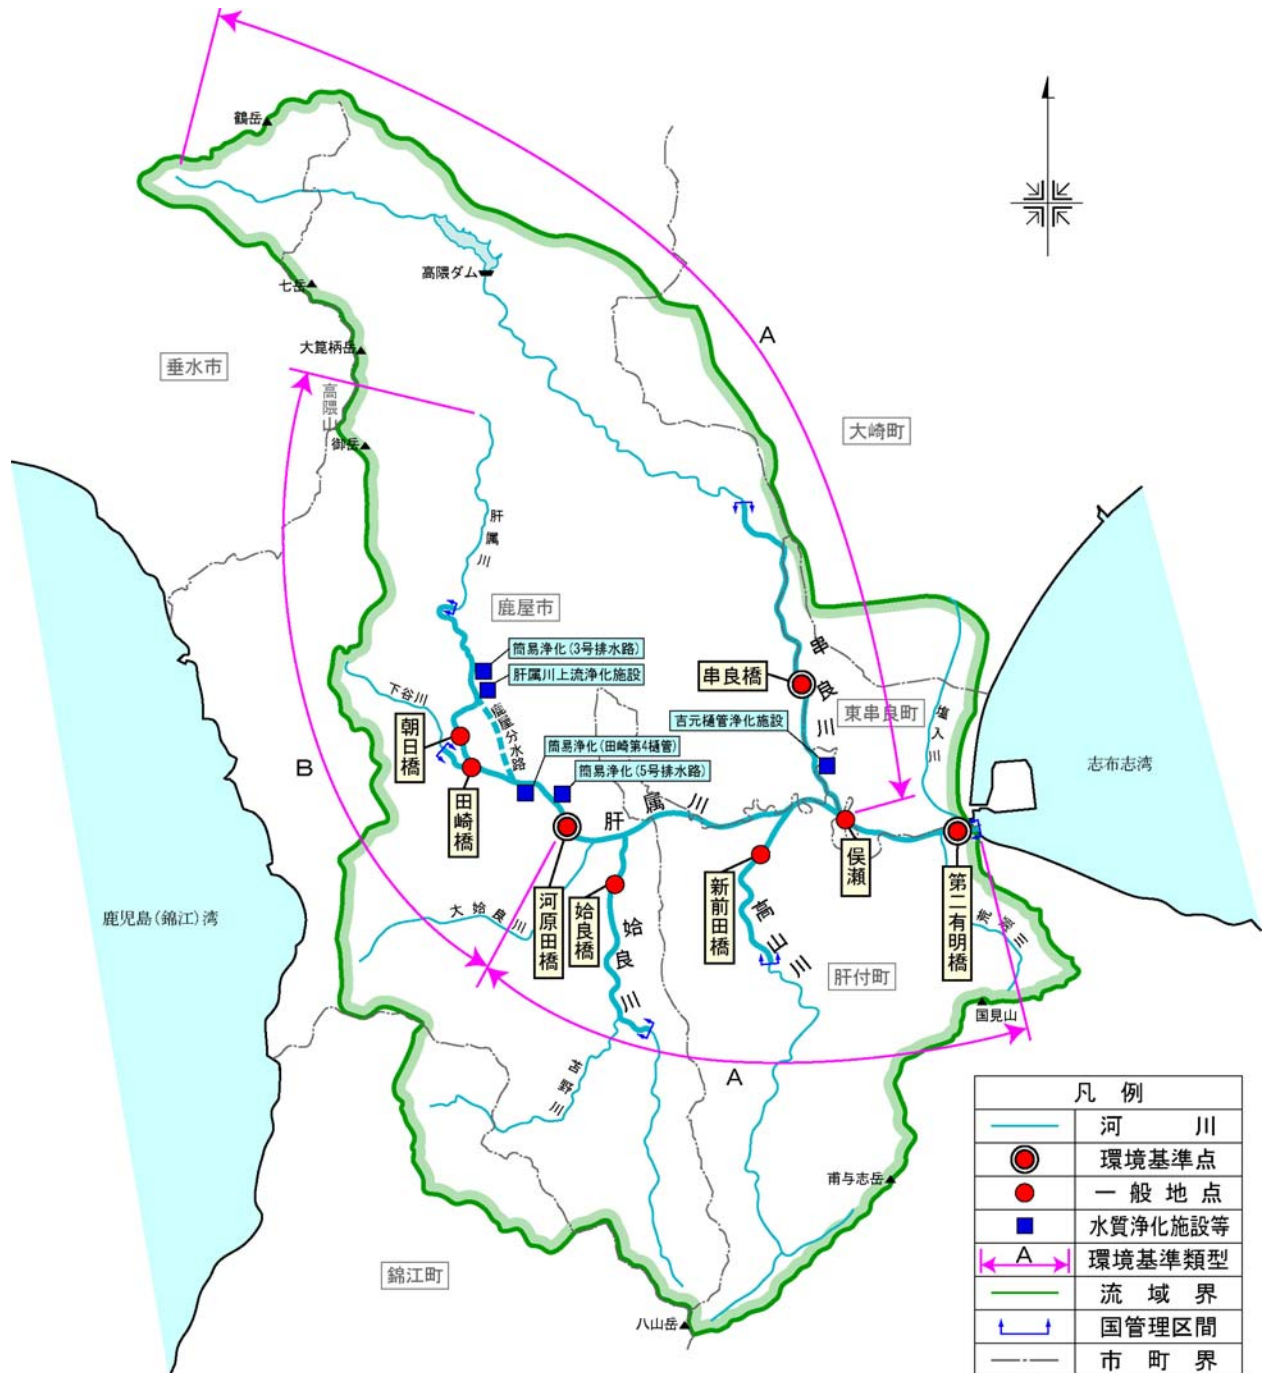 鶴岳
高隈ダム
七岳
大箆柄岳
A
垂水市
高隈山
大崎町
御岳
肝属川
鹿屋市
簡易浄化(3号排水路)
肝属川上流浄化施設
串良橋
串良川
下谷川
東串良町
塩入川
鹿屋分水路
吉元樋管浄化施設
朝日橋
簡易浄化(田崎第4樋管)
志布志湾
B
簡易浄化(5号排水路)
田崎橋
肝属川
俣瀬
新前田橋
第二有明橋
河原田橋
姶良橋
大姶良川
鹿児島(錦江)湾
姶良川
高山川
肝付町
国見山
A
苫野川
凡例
河川
環境基準点
甫与志岳
一般地点
水質浄化施設等
A
環境基準類型
錦江町
流域界
八山岳
国管理区間
市町界